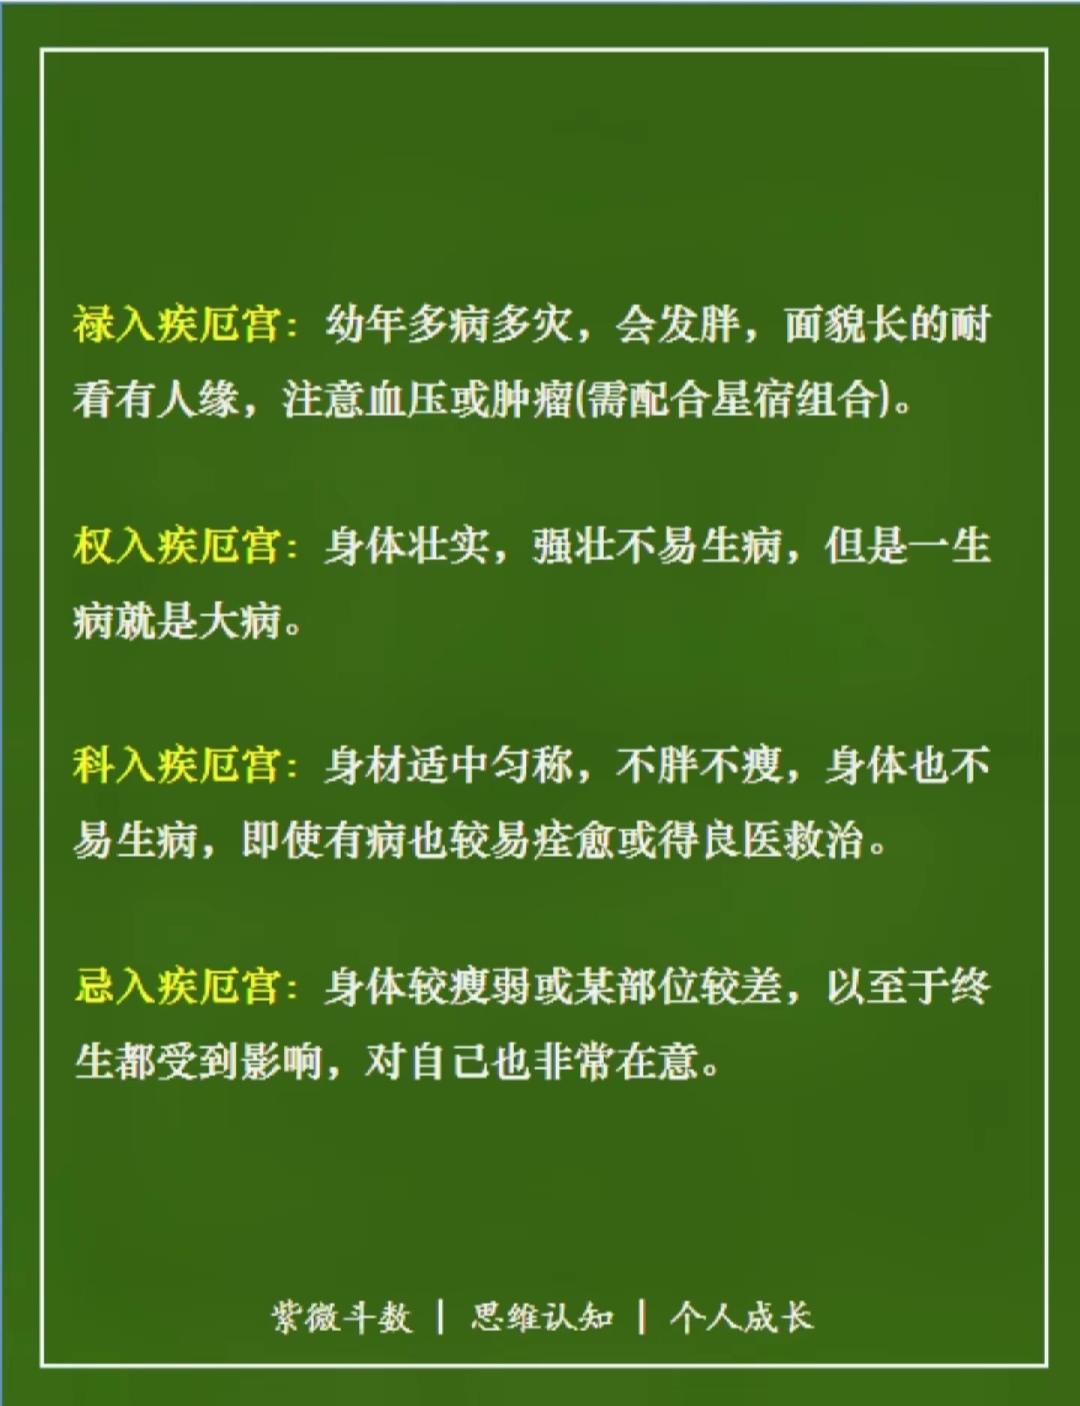 禄入疾厄宫：幼年多病多灾，会发胖，面貌长的耐
看有人缘，注意血压或肿瘤(需配合星宿组合)。
权入疾厄宫：身体壮实，强壮不易生病，但是一生
病就是大病。
科入疾厄宫：身材适中匀称，不胖不瘦，身体也不
易生病，即使有病也较易痊愈或得良医救治。
忌入疾厄宫：身体较瘦弱或某部位较差，以至于终
生都受到影响，对自己也非常在意。
紫微斗数 | 思维认知 | 个人成长